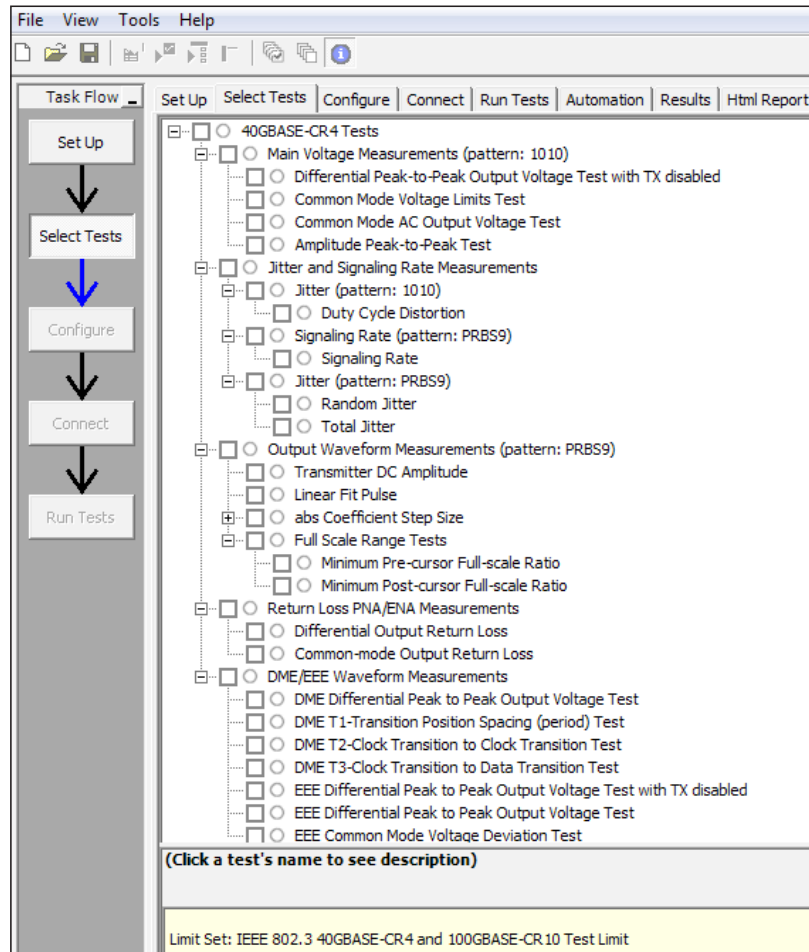 File View Tools Help
Task Flow
Set Up
Select Tests
Configure
Connect
Run Tests
Set Up Select Tests Configure Connect Run Tests Automation Results Html Report
40GBASE-CR4 Tests
Main Voltage Measurements (pattern: 1010)
Differential Peak-to-Peak Output Voltage Test with TX disabled
Common Mode Voltage Limits Test
Common Mode AC Output Voltage Test
Amplitude Peak-to-Peak Test
Jitter and Signaling Rate Measurements
Jitter (pattern: 1010)
Duty Cycle Distortion
Signaling Rate (pattern: PRBS9)
Signaling Rate
Jitter (pattern: PRBS9)
Random Jitter
Total Jitter
Output Waveform Measurements (pattern: PRBS9)
Transmitter DC Amplitude
Linear Fit Pulse
abs Coefficient Step Size
Full Scale Range Tests
Minimum Pre-cursor Full-scale Ratio
Minimum Post-cursor Full-scale Ratio
Return Loss PNA/ENA Measurements
Differential Output Return Loss
Common-mode Output Return Loss
DME/EEE Waveform Measurements
DME Differential Peak to Peak Output Voltage Test
DME T1-Transition Position Spacing (period) Test
DME T2-Clock Transition to Clock Transition Test
DME T3-Clock Transition to Data Transition Test
EEE Differential Peak to Peak Output Voltage Test with TX disabled
EEE Differential Peak to Peak Output Voltage Test
EEE Common Mode Voltage Deviation Test
(Click a test's name to see description)
Limit Set: IEEE 802.3 40GBASE-CR4 and 100GBASE-CR10 Test Limit